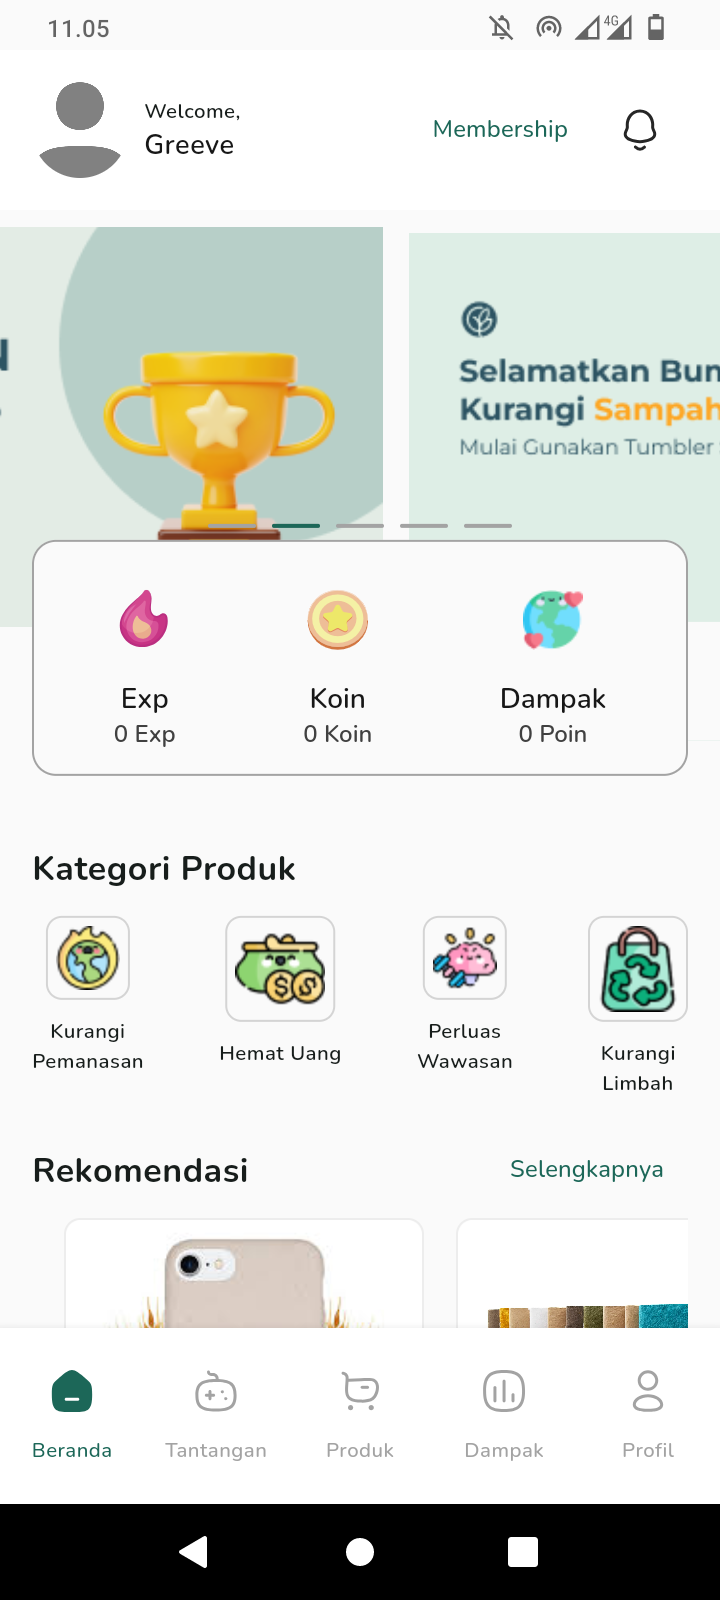 11.05
4G
Welcome,
Greeve
Membership
Selamatkan
Kurangi Sampah
Mulai Gunakan Tumbler
Exp
Koin
Dampak
0 Exp
0 Koin
0 Poin
Kategori Produk
Kurangi
Pemanasan
Hemat Uang
Perluas
Wawasan
Kurangi
Limbah
Rekomendasi
Selengkapnya
Beranda
Tantangan
Produk
Dampak
Profil